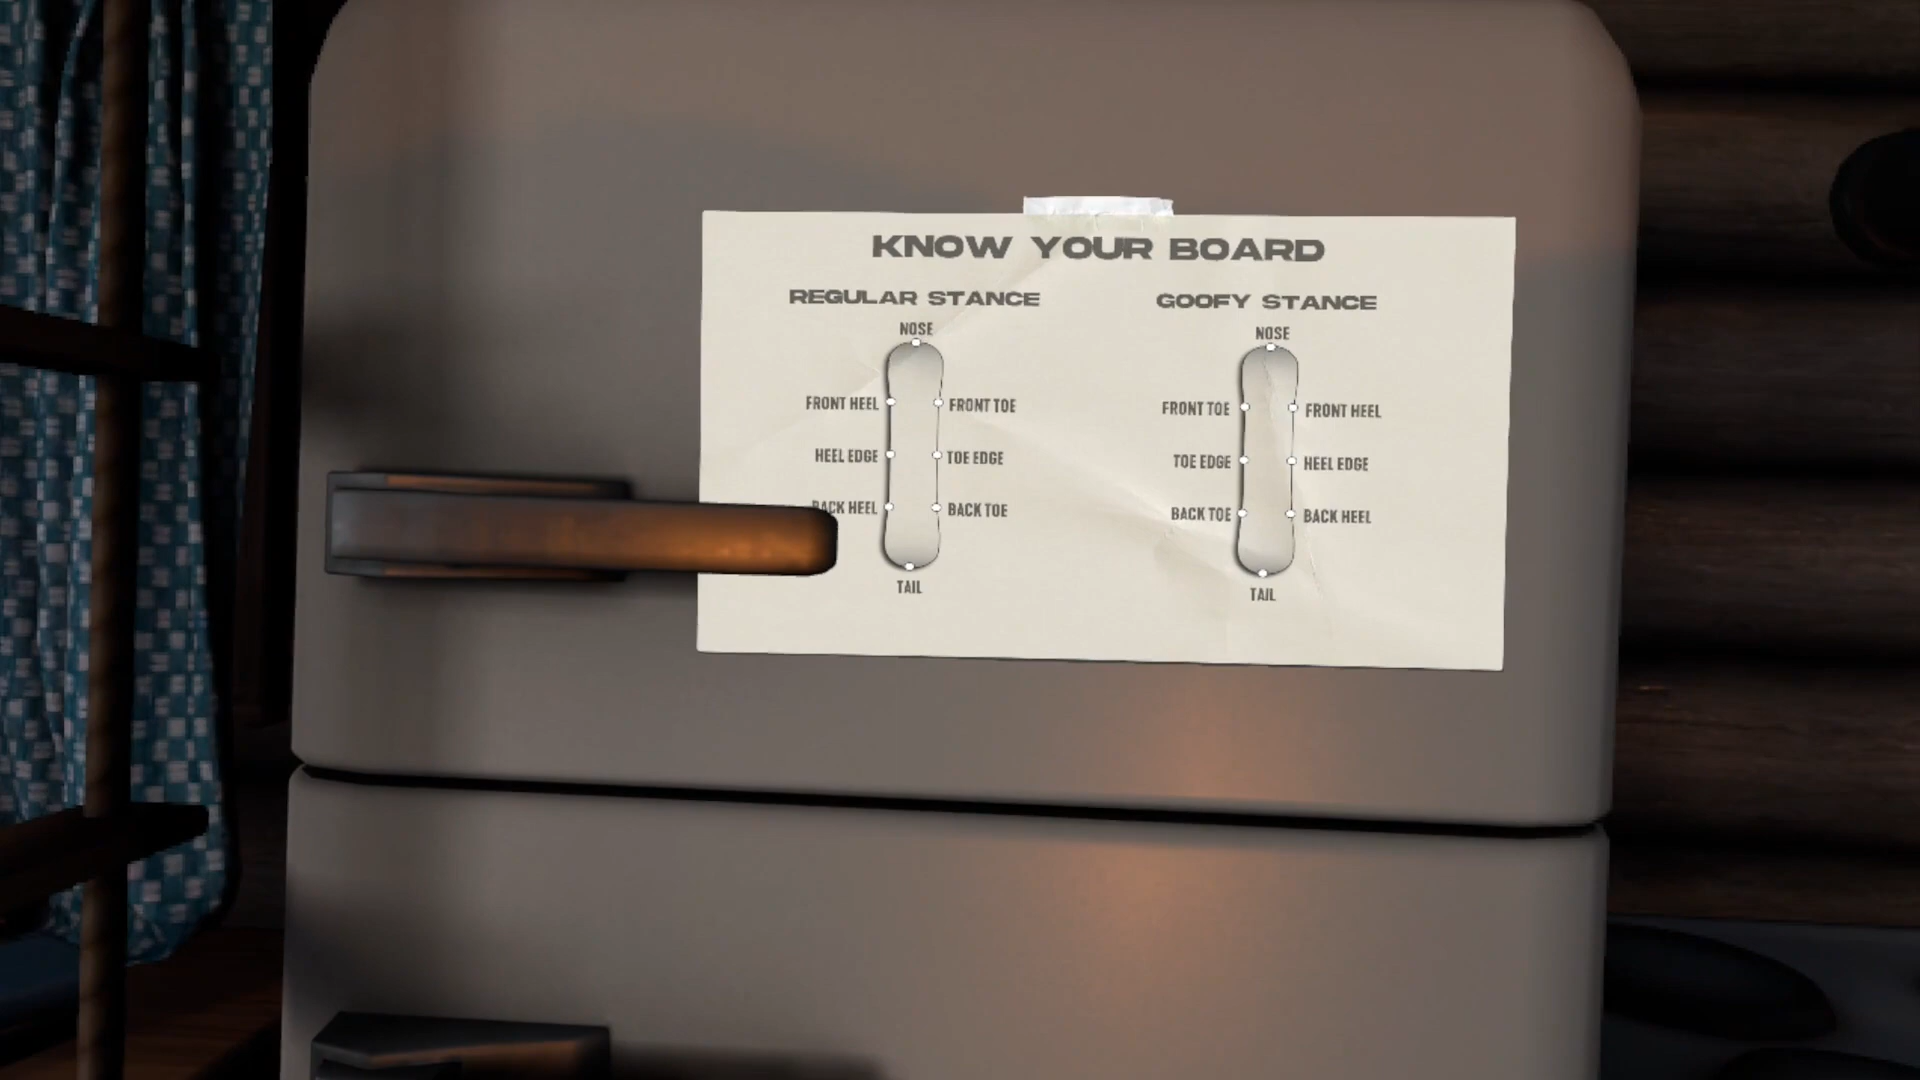 KNOW YOUR BOARD
REGULAR STANCE
NOSE
FRONT HEEL
FRONT TOE
HEEL EDGE
TOE EDGE
BACK HEEL
BACK TOE
TAIL
GOOFY STANCE
NOSE
FRONT TOE
FRONT HEEL
TOE EDGE
HEEL EDGE
BACK TOE
BACK HEEL
TAIL